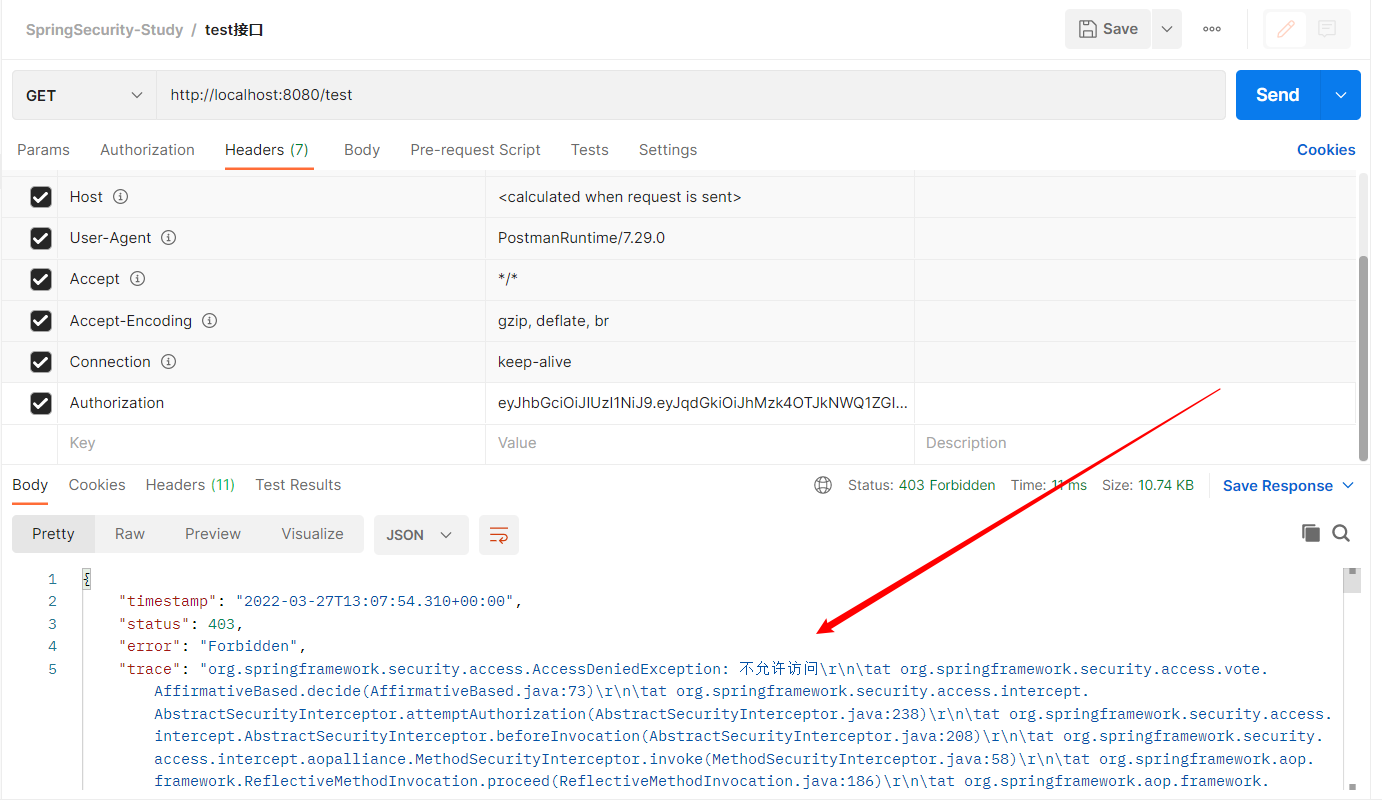 SpringSecurity-Study / test接口
Save
GET http://localhost:8080/test Send
Params Authorization Headers (7) Body Pre-request Script Tests Settings Cookies
Host <calculated when request is sent>
User-Agent PostmanRuntime/7.29.0
Accept */*
Accept-Encoding gzip, deflate, br
Connection keep-alive
Authorization eyJhbGciOiJIUzI1NiJ9.eyJqdGkiOiJhMzk4OTJkNWQ1ZGI...
Key Value Description
Body Cookies Headers (11) Test Results Status: 403 Forbidden Time: 11 ms Size: 10.74 KB Save Response
Pretty Raw Preview Visualize JSON
1 {
2 "timestamp": "2022-03-27T13:07:54.310+00:00",
3 "status": 403,
4 "error": "Forbidden",
5 "trace": "org.springframework.security.access.AccessDeniedException: 不允许访问\r\n\tat org.springframework.security.access.vote.
AffirmativeBased.decide(AffirmativeBased.java:73)\r\n\tat org.springframework.security.access.intercept.
AbstractSecurityInterceptor.attemptAuthorization(AbstractSecurityInterceptor.java:238)\r\n\tat org.springframework.security.access.
intercept.AbstractSecurityInterceptor.beforeInvocation(AbstractSecurityInterceptor.java:208)\r\n\tat org.springframework.security.
access.intercept.aopalliance.MethodSecurityInterceptor.invoke(MethodSecurityInterceptor.java:58)\r\n\tat org.springframework.aop.
framework.ReflectiveMethodInvocation.proceed(ReflectiveMethodInvocation.java:186)\r\n\tat org.springframework.aop.framework.